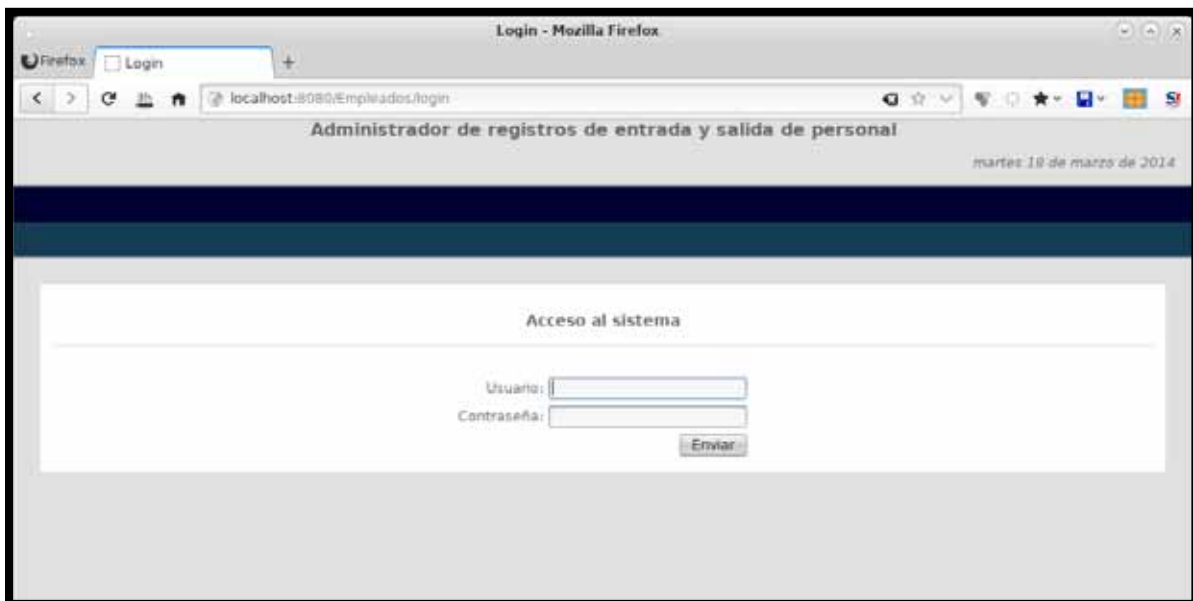 Login - Mozilla Firefox
Firefox
Login
localhost:8080/Empleados/login
Administrador de registros de entrada y salida de personal
martes 18 de marzo de 2014
Acceso al sistema
Usuario:
Contraseña:
Enviar